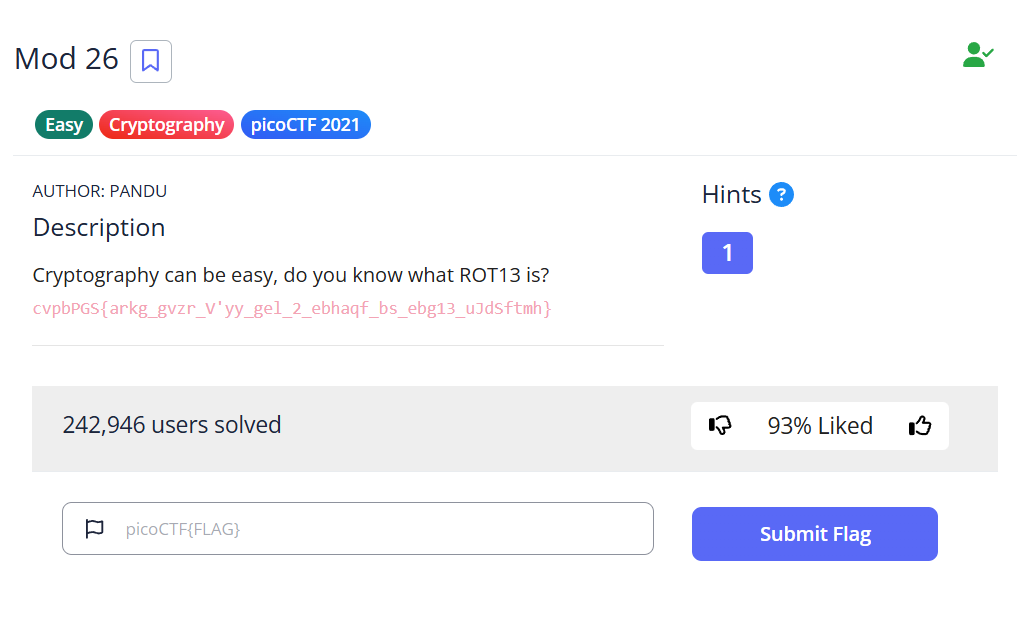 Mod 26
Easy Cryptography picoCTF 2021
AUTHOR: PANDU
Description
Cryptography can be easy, do you know what ROT13 is?
cvpbPGS{arkg_gvzr_V'yy_gel_2_ebhaqf_bs_ebg13_uJdSftmh}
Hints ?
1
242,946 users solved
93% Liked
picoCTF{FLAG}
Submit Flag